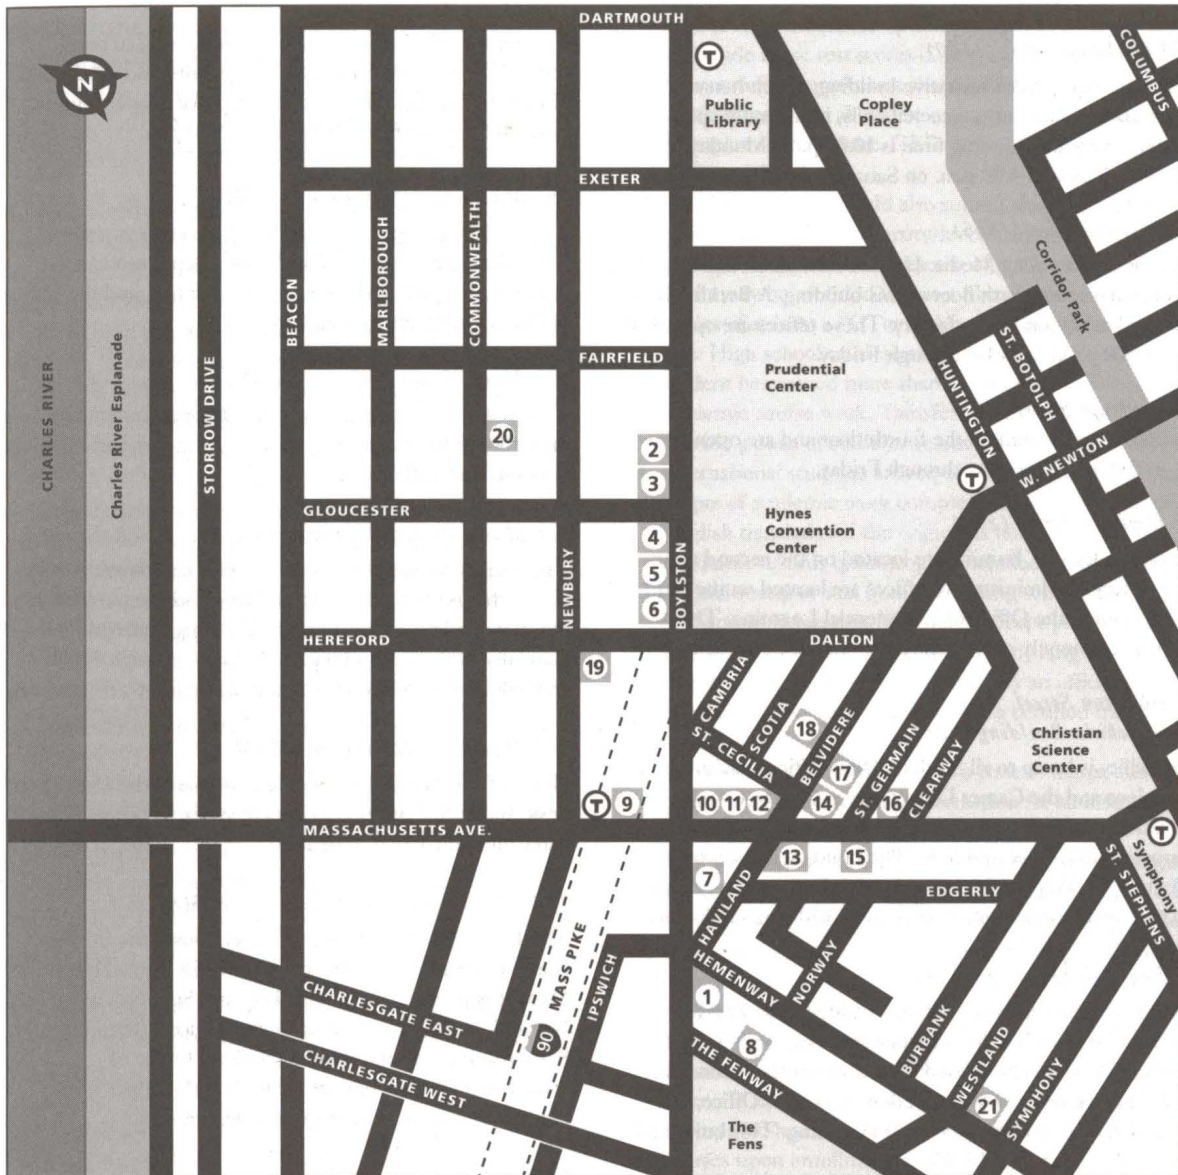 DARTMOUTH
COLUMBUS
N
T
Public
Library
Copley
Place
EXETER
CHARLES RIVER
Charles River Esplanade
STORROW DRIVE
BEACON
MARLBOROUGH
COMMONWEALTH
Corridor Park
FAIRFIELD
Prudential
Center
HUNTINGTON
ST. BOTOLPH
W. NEWTON
T
20
2
3
GLOUCESTER
Hynes
Convention
Center
4
5
6
NEWBURY
BOYLSTON
HEREFORD
DALTON
19
CAMBRIA
SCOTIA
ST. CECILIA
18
BELVIDERE
17
ST. GERMAIN
CLEARWAY
Christian
Science
Center
T
9
10
11
12
14
16
MASSACHUSETTS AVE.
T
Symphony
ST. STEPHENS
13
15
7
HAVILAND
EDGERLY
MASS PIKE
90
IPSWICH
HEMENWAY
NORWAY
CHARLESGATE EAST
1
CHARLESGATE WEST
8
THE FENWAY
BURBANK
WESTLAND
21
SYMPHONY
The
Fens